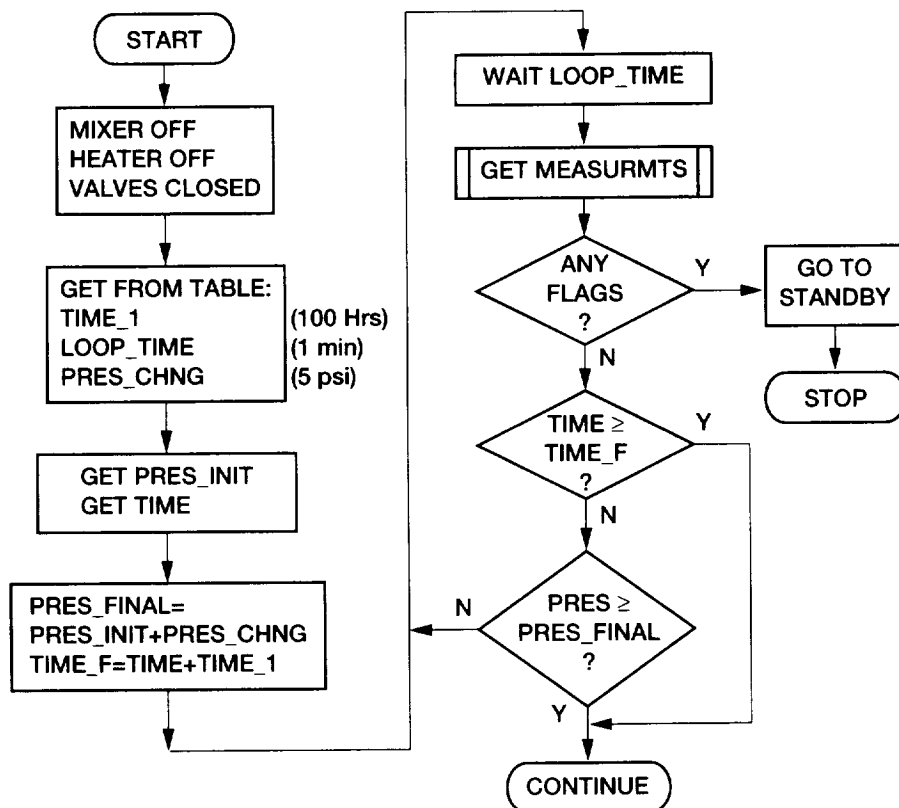 START
MIXER OFF
HEATER OFF
VALVES CLOSED
GET FROM TABLE:
TIME_1 (100 Hrs)
LOOP_TIME (1 min)
PRES_CHNG (5 psi)
GET PRES_INIT
GET TIME
PRES_FINAL=
PRES_INIT+PRES_CHNG
TIME_F=TIME+TIME_1
WAIT LOOP_TIME
GET MEASURMTS
ANY
FLAGS
?
Y
GO TO
STANDBY
STOP
N
TIME ≥
TIME_F
?
Y
N
PRES ≥
PRES_FINAL
?
N
Y
CONTINUE